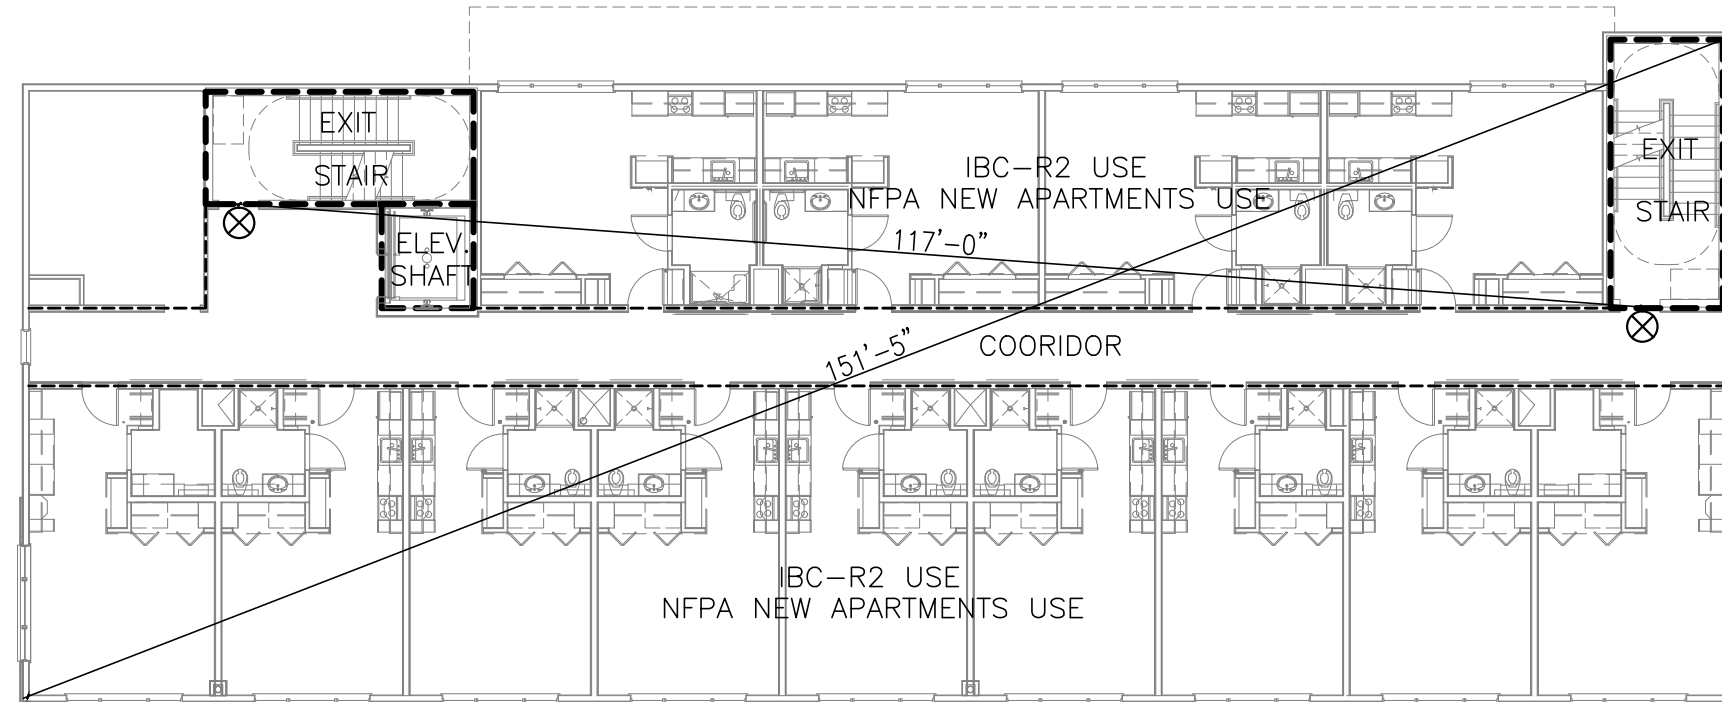 EXIT
STAIR
ELEV.
SHAFT
IBC-R2 USE
NFPA NEW APARTMENTS USE
117'-0"
EXIT
STAIR
151'-5"
COORIDOR
IBC-R2 USE
NFPA NEW APARTMENTS USE